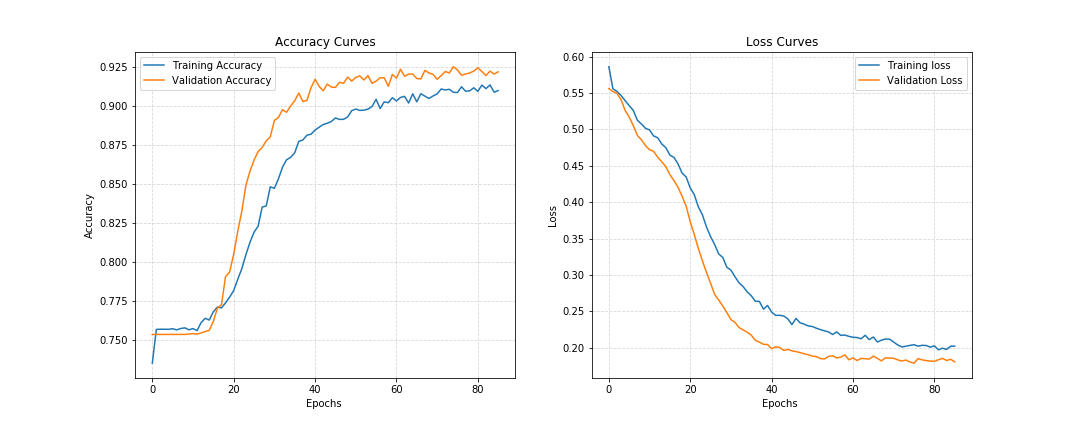 Accuracy Curves
Training Accuracy
Validation Accuracy
0.925
0.900
0.875
0.850
0.825
0.800
0.775
0.750
Accuracy
0
20
40
60
80
Epochs
Loss Curves
Training loss
Validation Loss
0.60
0.55
0.50
0.45
0.40
0.35
0.30
0.25
0.20
Loss
0
20
40
60
80
Epochs